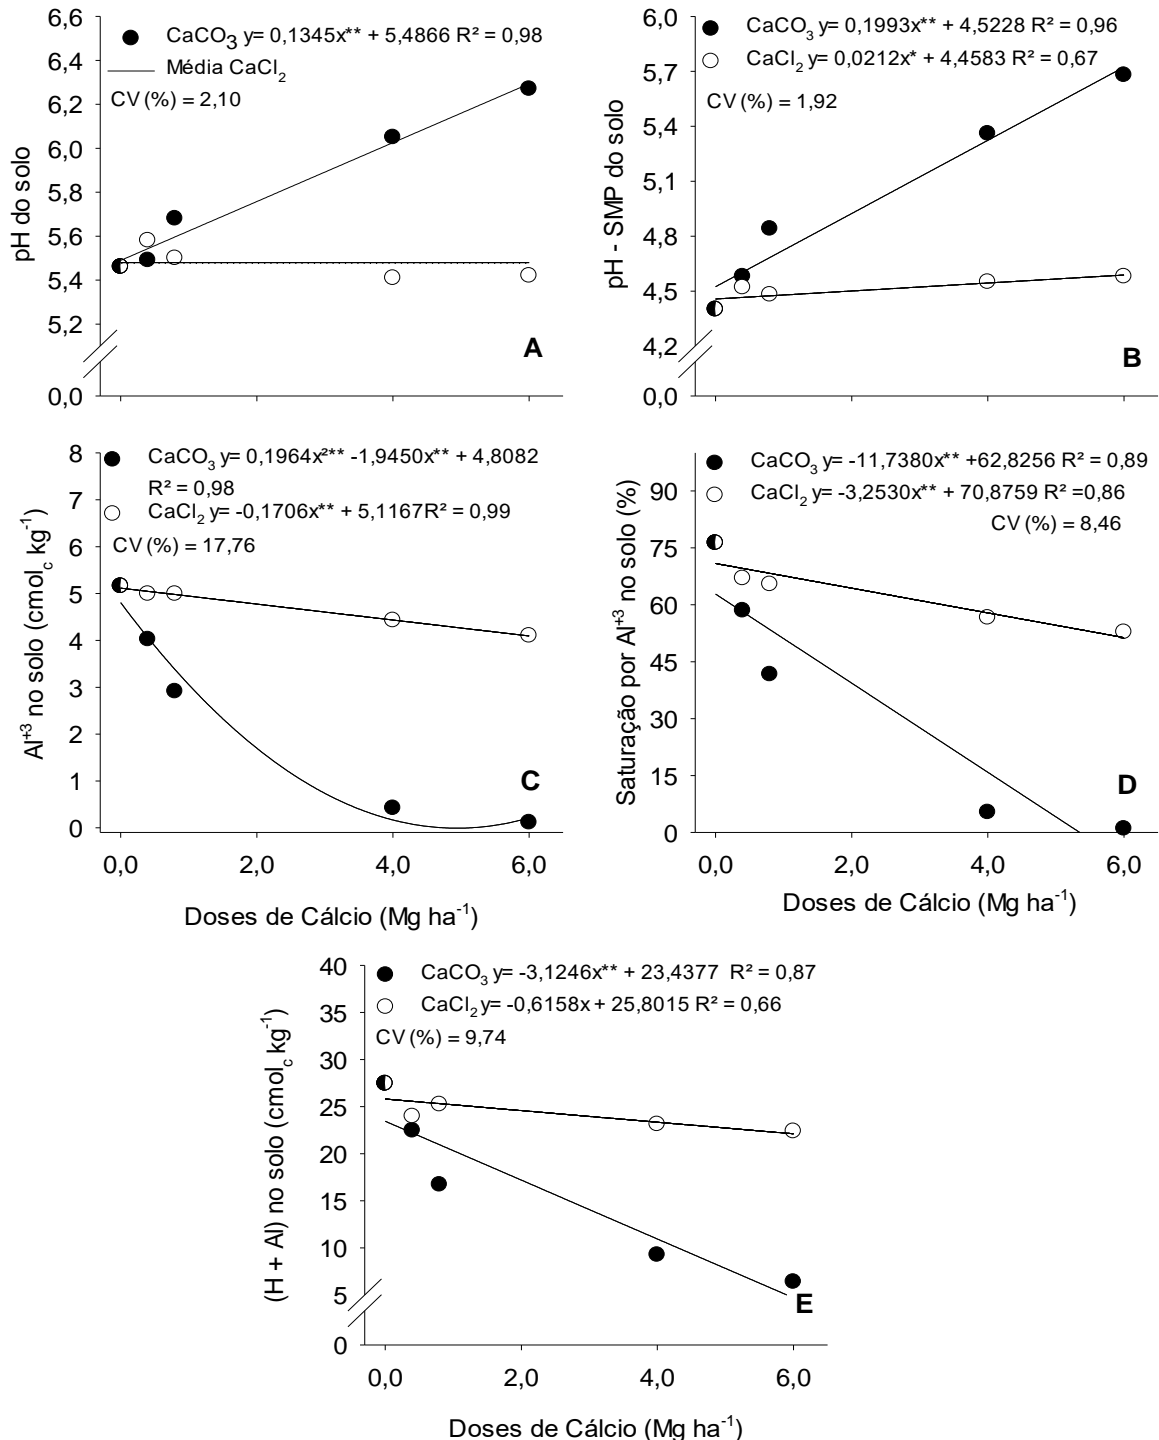 6,6
6,4
6,2
6,0
5,8
5,6
5,4
5,2
0,0
pH do solo
CaCO3 y= 0,1345x** + 5,4866 R² = 0,98
Média CaCl2
CV (%) = 2,10
A
6,0
5,7
5,4
5,1
4,8
4,5
4,2
0,0
pH - SMP do solo
CaCO3 y= 0,1993x** + 4,5228 R² = 0,96
CaCl2 y= 0,0212x* + 4,4583 R² = 0,67
CV (%) = 1,92
B
8
7
6
5
4
3
2
1
0
Al+3 no solo (cmolc kg-1)
CaCO3 y= 0,1964x²** -1,9450x** + 4,8082
R² = 0,98
CaCl2 y= -0,1706x** + 5,1167R² = 0,99
CV (%) = 17,76
C
0,0 2,0 4,0 6,0
Doses de Cálcio (Mg ha-1)
90
75
60
45
30
15
0
Saturação por Al+3 no solo (%)
CaCO3 y= -11,7380x** +62,8256 R² = 0,89
CaCl2 y= -3,2530x** + 70,8759 R² =0,86
CV (%) = 8,46
D
0,0 2,0 4,0 6,0
Doses de Cálcio (Mg ha-1)
40
35
30
25
20
15
10
5
0
(H + Al) no solo (cmolc kg-1)
CaCO3 y= -3,1246x** + 23,4377 R² = 0,87
CaCl2 y= -0,6158x + 25,8015 R² = 0,66
CV (%) = 9,74
E
0,0 2,0 4,0 6,0
Doses de Cálcio (Mg ha-1)